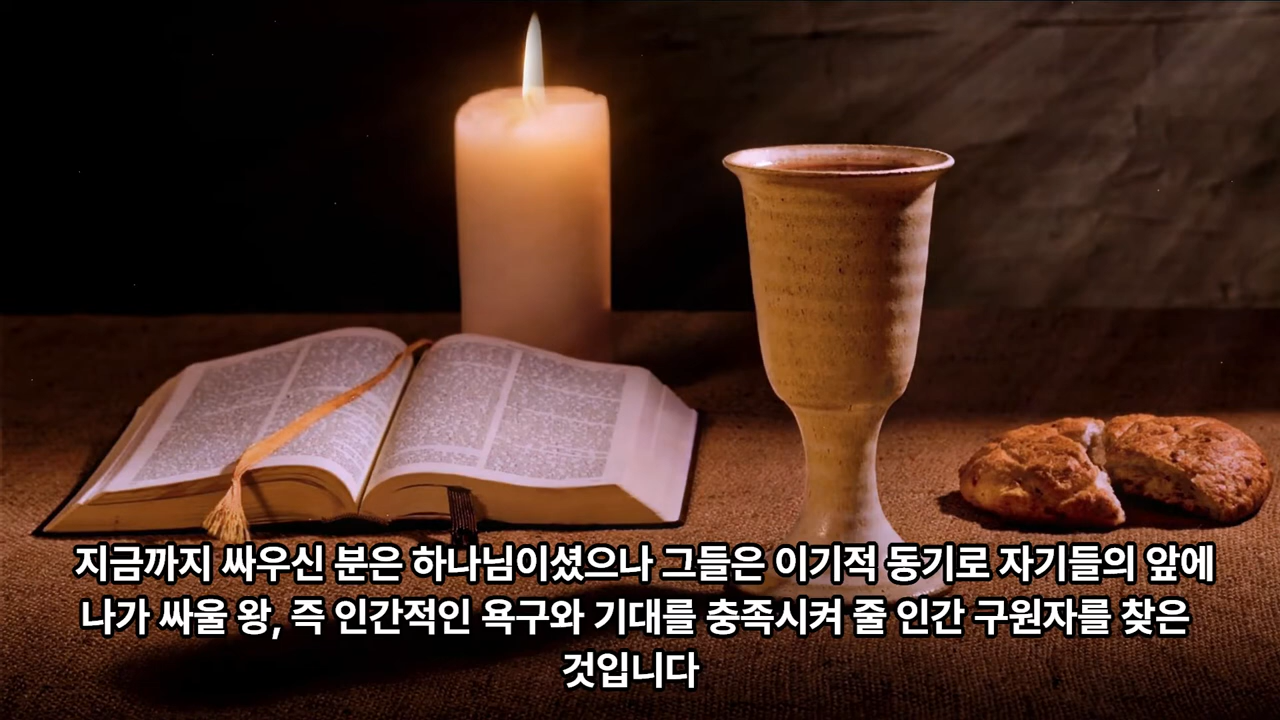 지금까지 싸우신 분은 하나님이셨으나 그들은 이기적 동기로 자기들의 앞에
나가 싸울 왕, 즉 인간적인 욕구와 기대를 충족시켜 줄 인간 구원자를 찾은
것입니다